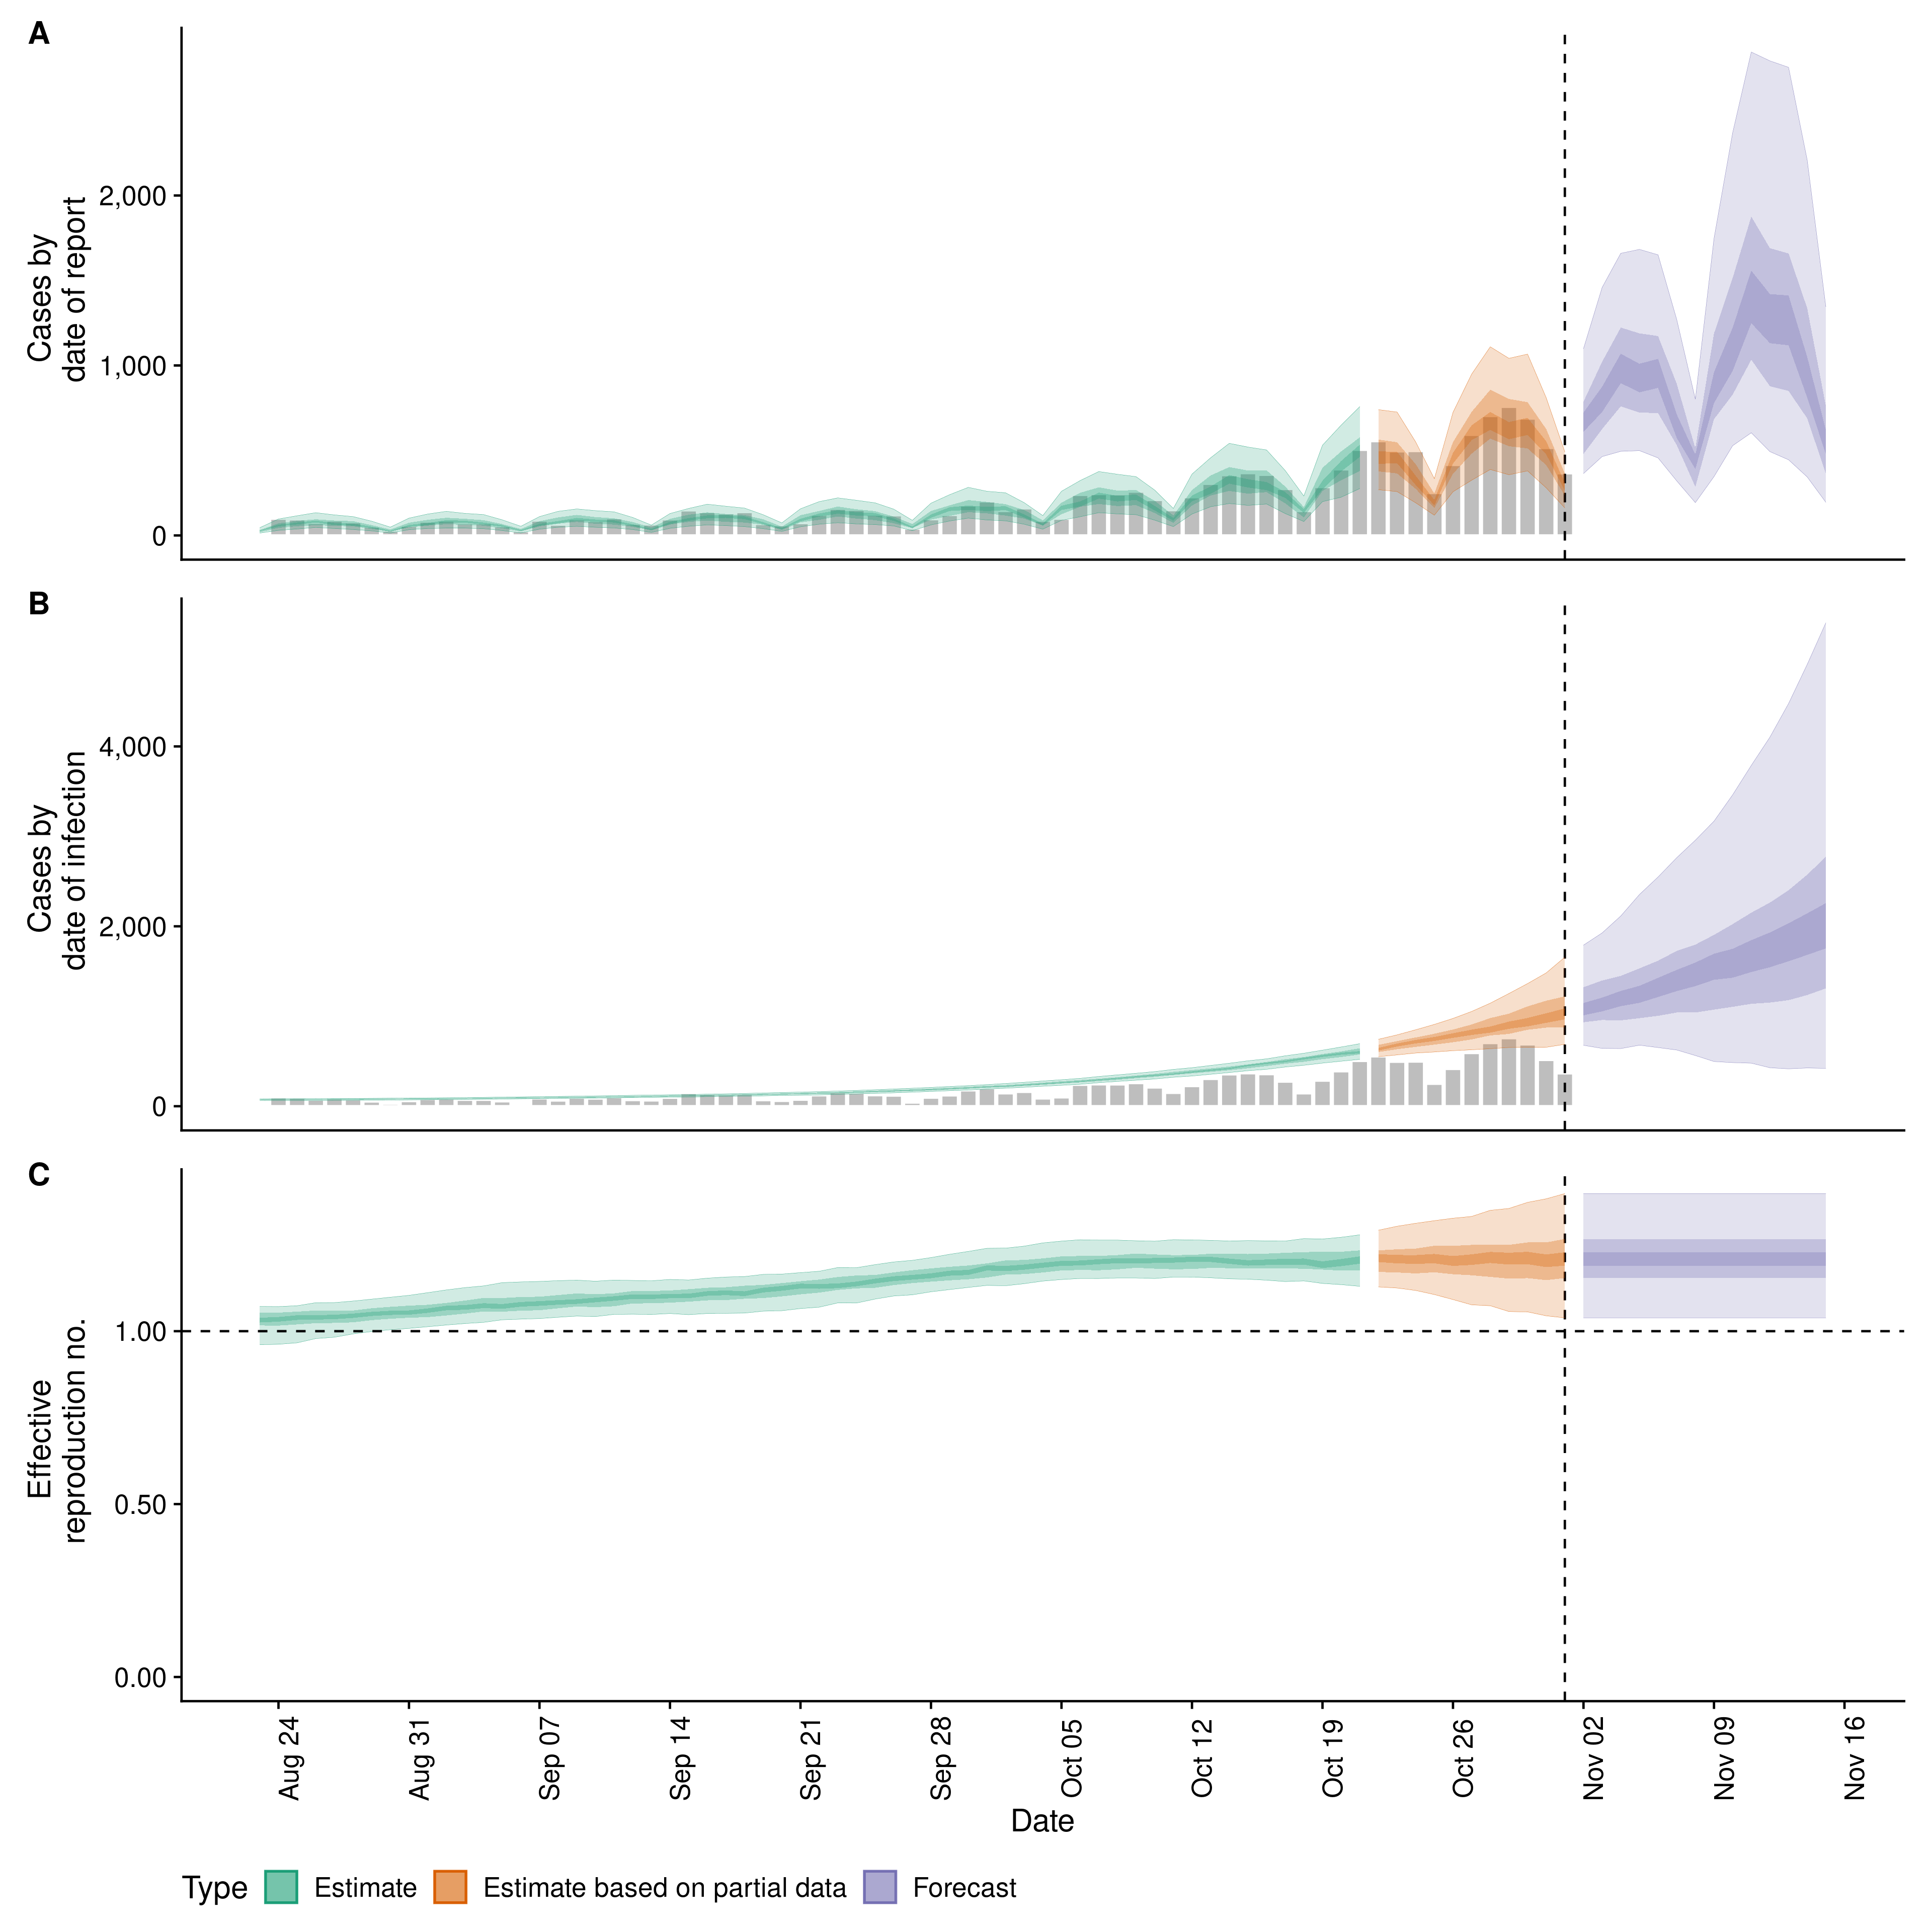 A
Cases by
date of report
2,000
1,000
0
B
Cases by
date of infection
4,000
2,000
0
C
Effective
reproduction no.
1.00
0.50
0.00
Aug 24
Aug 31
Sep 07
Sep 14
Sep 21
Sep 28
Oct 05
Oct 12
Oct 19
Oct 26
Nov 02
Nov 09
Nov 16
Date
Type Estimate Estimate based on partial data Forecast